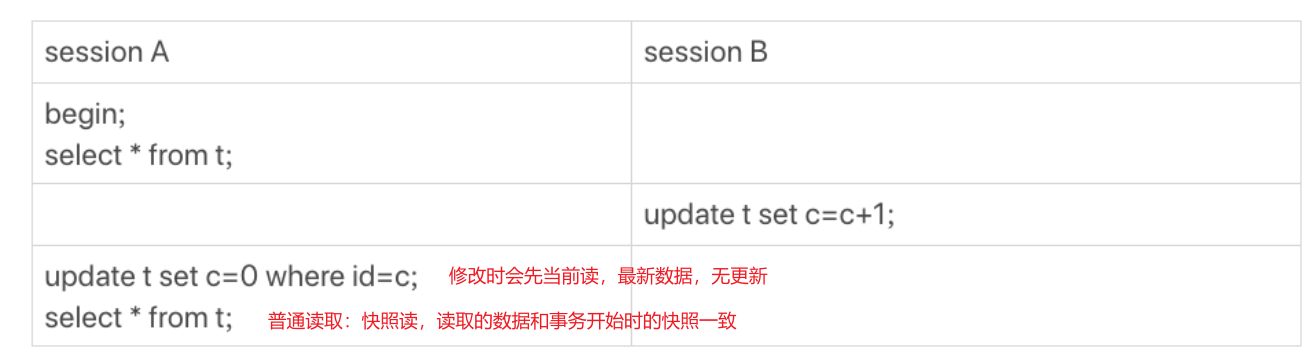 session A
session B
begin;
select * from t;
update t set c=c+1;
update t set c=0 where id=c;
修改时会先当前读，最新数据，无更新
select * from t;
普通读取：快照读，读取的数据和事务开始时的快照一致